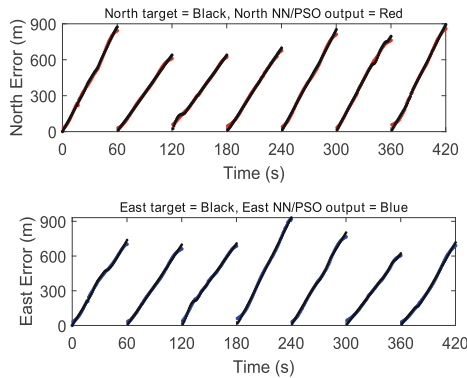 North target = Black, North NN/PSO output = Red
900
600
300
0
North Error (m)
0 60 120 180 240 300 360 420
Time (s)
East target = Black, East NN/PSO output = Blue
900
600
300
0
East Error (m)
0 60 120 180 240 300 360 420
Time (s)